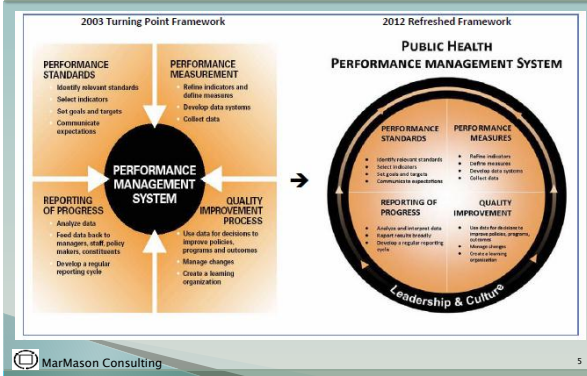 2003 Turning Point Framework
PERFORMANCE
STANDARDS
Identify relevant standards
Select indicators
Set goals and targets
Communicate
expectations
PERFORMANCE
MEASUREMENT
Refine indicators and
define measures
Develop data systems
Collect data
PERFORMANCE
MANAGEMENT
SYSTEM
REPORTING
OF PROGRESS
Analyze data
Feed data back to
managers, staff, policy
makers, constituents
Develop a regular
reporting cycle
QUALITY
IMPROVEMENT
PROCESS
Use data for decisions to
improve policies,
programs and outcomes
Manage changes
Create a learning
organization
2012 Refreshed Framework
PUBLIC HEALTH
PERFORMANCE MANAGEMENT SYSTEM
PERFORMANCE
STANDARDS
Identify relevant standards
Select indicators
Set goals and targets
Communicate expectations
PERFORMANCE
MEASURES
Refine indicators
Define measures
Develop data systems
Collect data
REPORTING OF
PROGRESS
Analyze and interpret data
Report results broadly
Develop a regular reporting
cycle
QUALITY
IMPROVEMENT
Use data for decisions to
improve policies, programs,
outcomes
Manage changes
Create a learning
organization
Leadership & Culture
MarMason Consulting
5